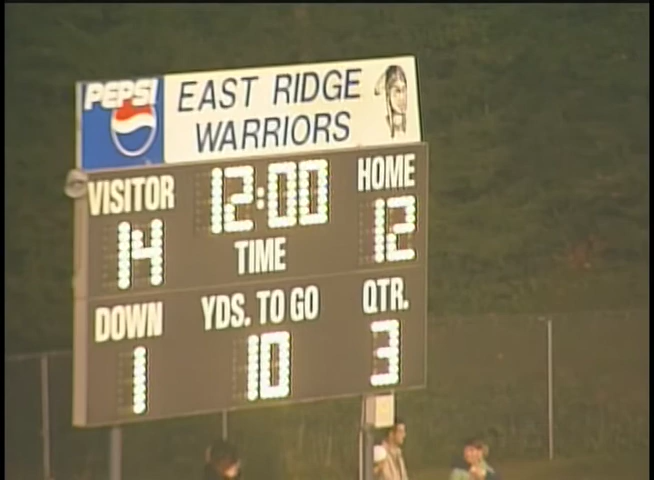 PEPSI
EAST RIDGE
WARRIORS
VISITOR
12:00
HOME
14
TIME
12
DOWN
YDS. TO GO
QTR.
1
10
3